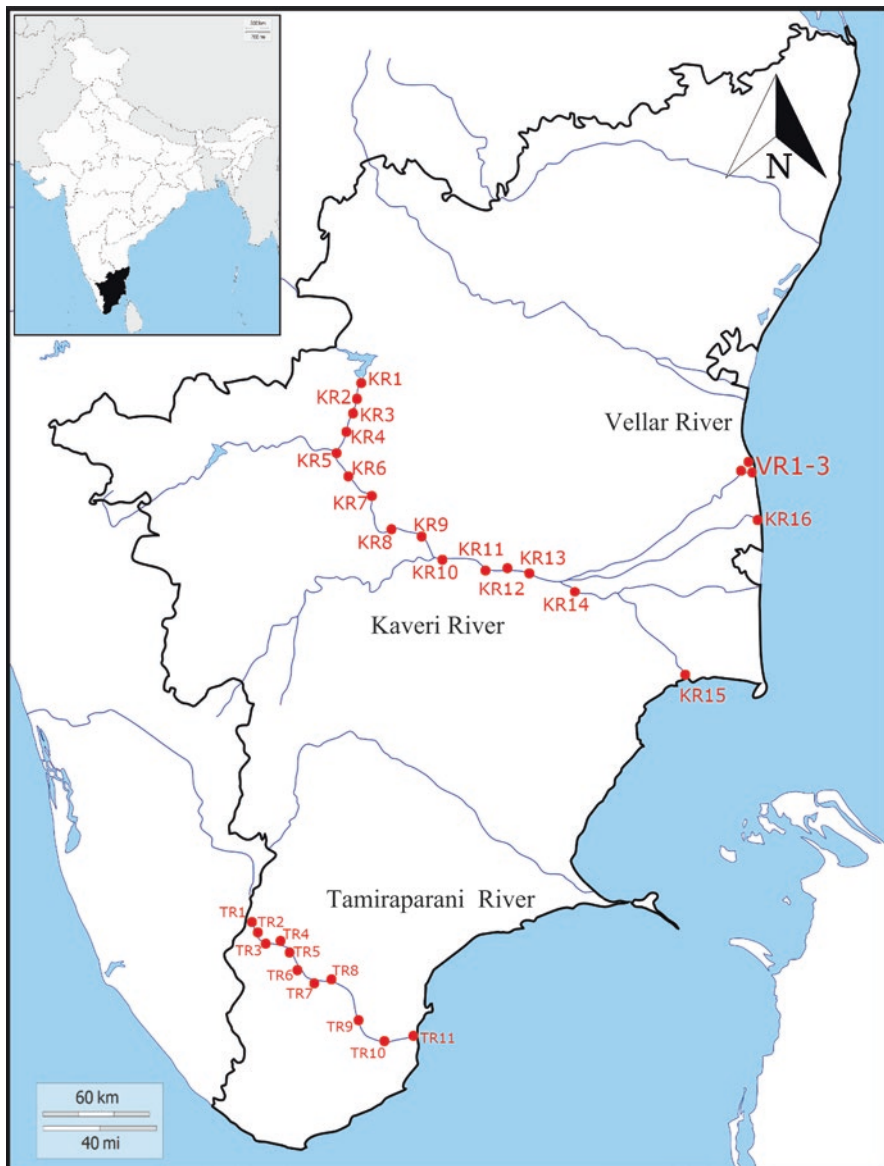 N
KR1
KR2
KR3
KR4
Vellar River
KR5
KR6
VR1-3
KR7
KR16
KR8
KR9
KR10
KR11
KR13
KR12
KR14
Kaveri River
KR15
Tamiraparani River
TR1
TR2
TR4
TR3
TR5
TR6
TR8
TR7
TR9
TR10
TR11
60 km
40 mi